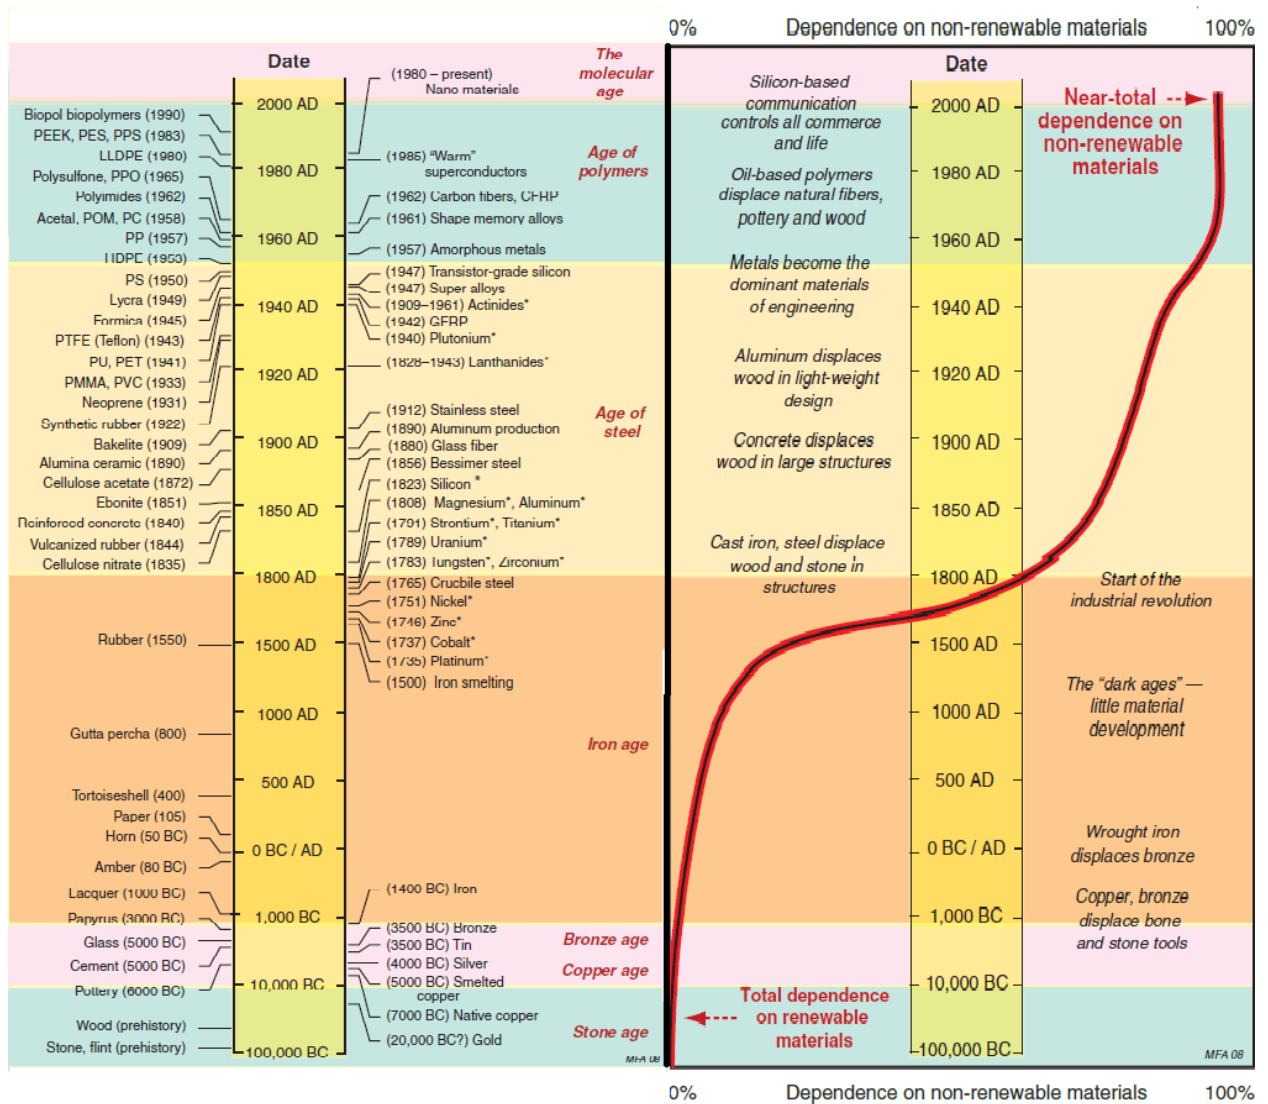 0% Dependence on non-renewable materials 100%
Date
2000 AD
1980 AD
1960 AD
1940 AD
1920 AD
1900 AD
1850 AD
1800 AD
1500 AD
1000 AD
500 AD
0 BC / AD
1,000 BC
10,000 BC
100,000 BC
Biopol biopolymers (1990)
PEEK, PES, PPS (1983)
LLDPE (1980)
Polysulfone, PPO (1965)
Polyimides (1962)
Acetal, POM, PC (1958)
PP (1957)
HDPE (1953)
PS (1950)
Lycra (1949)
Formica (1945)
PTFE (Teflon) (1943)
PU, PET (1941)
PMMA, PVC (1933)
Neoprene (1931)
Synthetic rubber (1922)
Bakelite (1909)
Alumina ceramic (1890)
Cellulose acetate (1872)
Ebonite (1851)
Reinforced concrete (1849)
Vulcanized rubber (1844)
Cellulose nitrate (1835)
Rubber (1550)
Gutta percha (800)
Tortoiseshell (400)
Paper (105)
Horn (50 BC)
Amber (80 BC)
Lacquer (1000 BC)
Papyrus (3000 BC)
Glass (5000 BC)
Cement (5000 BC)
Pottery (6000 BC)
Wood (prehistory)
Stone, flint (prehistory)
(1980 – present)
Nano materials
(1985) “Warm”
superconductors
(1962) Carbon fibers, CFRP
(1961) Shape memory alloys
(1957) Amorphous metals
(1947) Transistor-grade silicon
(1947) Super alloys
(1909–1961) Actinides*
(1942) GFRP
(1940) Plutonium*
(1828–1943) Lanthanides*
(1912) Stainless steel
(1890) Aluminum production
(1880) Glass fiber
(1856) Bessimer steel
(1823) Silicon *
(1808) Magnesium*, Aluminum*
(1791) Strontium*, Titanium*
(1789) Uranium*
(1783) Tungsten*, Zirconium*
(1765) Crucbile steel
(1751) Nickel*
(1746) Zinc*
(1737) Cobalt*
(1735) Platinum*
(1500) Iron smelting
(1400 BC) Iron
(3500 BC) Bronze
(3500 BC) Tin
(4000 BC) Silver
(5000 BC) Smelted
copper
(7000 BC) Native copper
(20,000 BC?) Gold
The
molecular
age
Age of
polymers
Age of
steel
Iron age
Bronze age
Copper age
Stone age
MFA 08
Date
2000 AD
1980 AD
1960 AD
1940 AD
1920 AD
1900 AD
1850 AD
1800 AD
1500 AD
1000 AD
500 AD
0 BC / AD
1,000 BC
10,000 BC
100,000 BC
Silicon-based
communication
controls all commerce
and life
Oil-based polymers
displace natural fibers,
pottery and wood
Metals become the
dominant materials
of engineering
Aluminum displaces
wood in light-weight
design
Concrete displaces
wood in large structures
Cast iron, steel displace
wood and stone in
structures
Near-total
dependence on
non-renewable
materials
Start of the
industrial revolution
The “dark ages” —
little material
development
Wrought iron
displaces bronze
Copper, bronze
displace bone
and stone tools
Total dependence
on renewable
materials
MFA 08
0% Dependence on non-renewable materials 100%